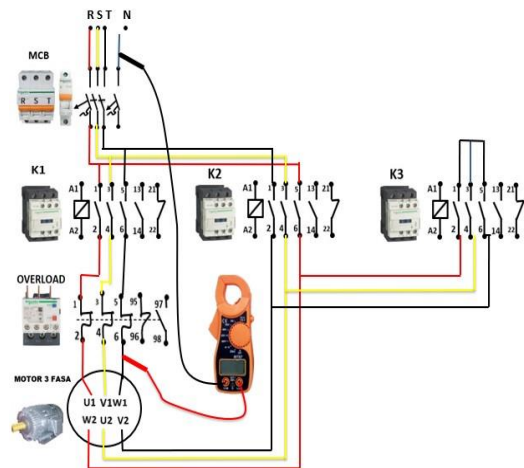 R S T N
MCB
R S T
K1
A1 1 3 5 13 21
A2 2 4 6 14 22
K2
A1 1 3 5 13 21
A2 2 4 6 14 22
K3
A1 1 3 5 13 21
A2 2 4 6 14 22
OVERLOAD
1 3 5 95 97
2 4 6 96 98
MOTOR 3 FASA
U1 V1 W1
W2 U2 V2